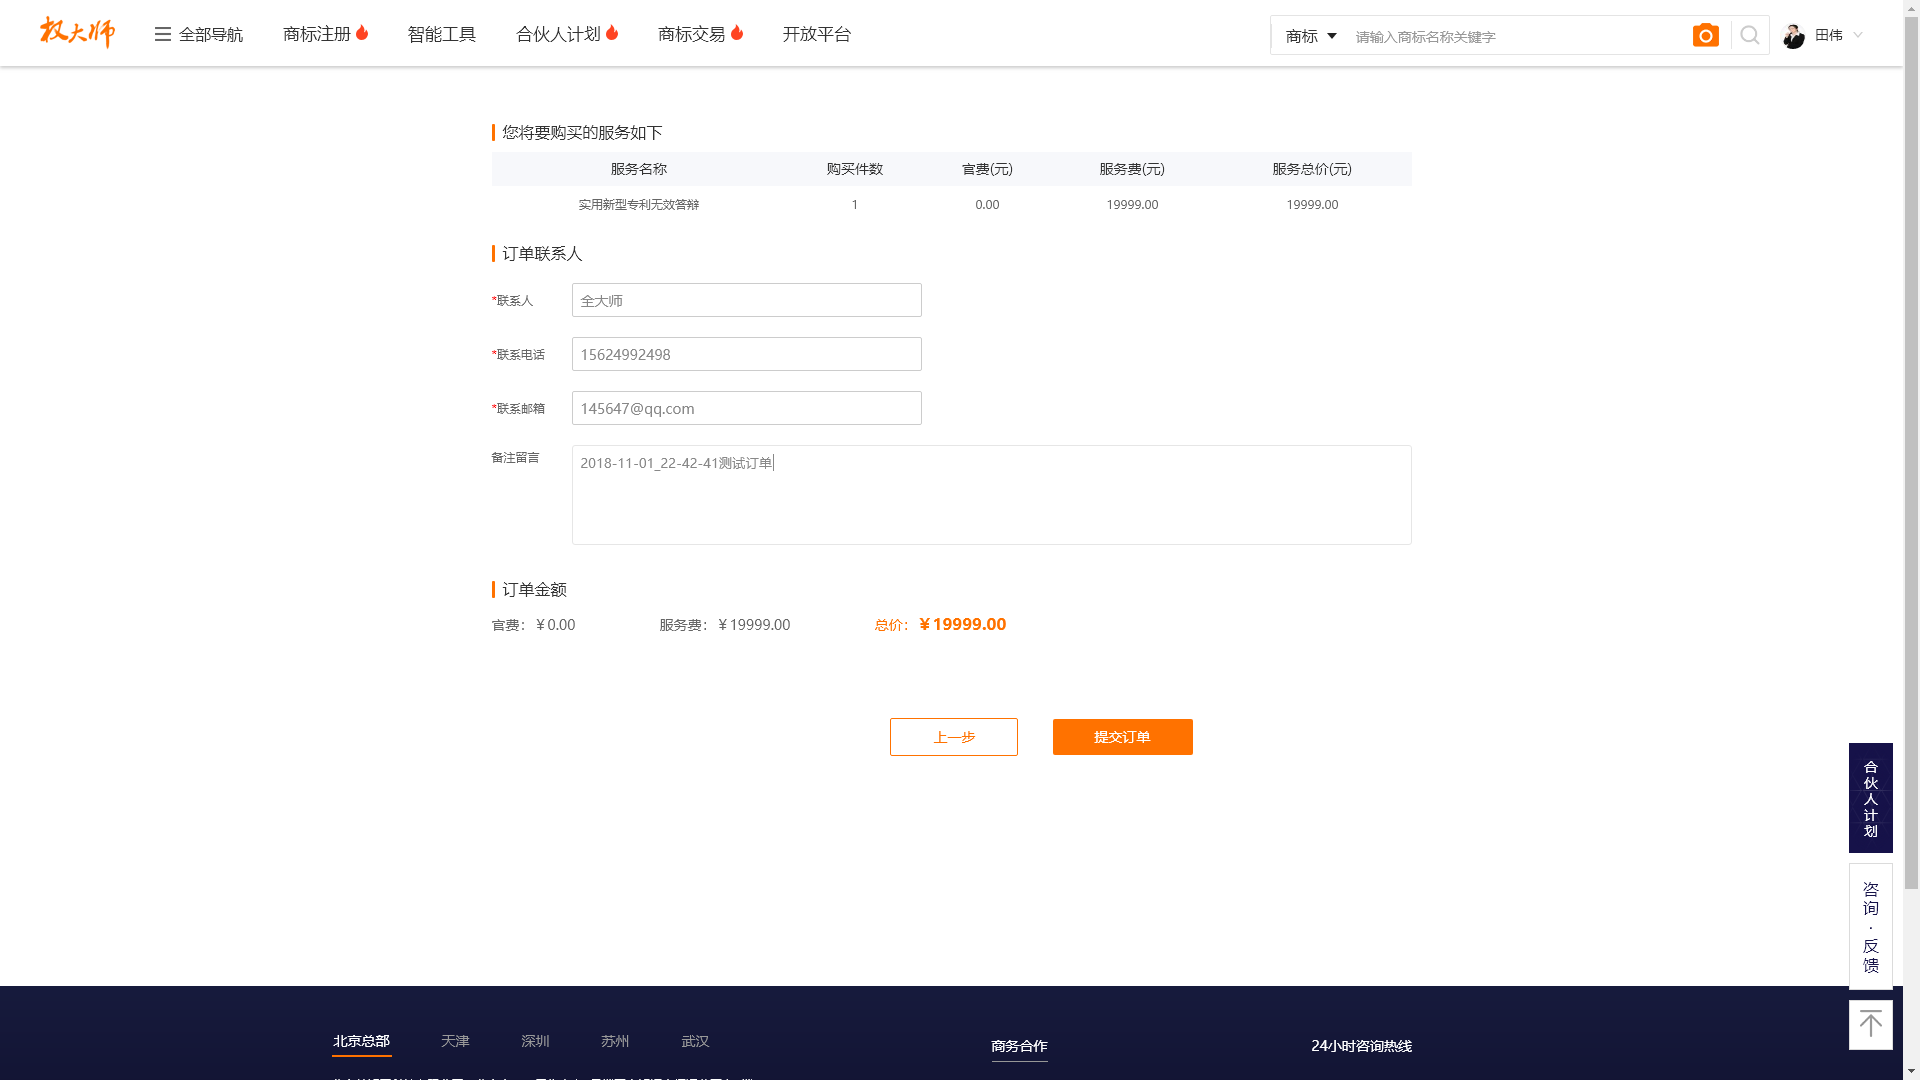 权大师
全部导航
商标注册
智能工具
合伙人计划
商标交易
开放平台
商标
请输入商标名称关键字
田伟
您将要购买的服务如下
服务名称 购买件数 官费(元) 服务费(元) 服务总价(元)
实用新型专利无效答辩 1 0.00 19999.00 19999.00
订单联系人
*联系人 全大师
*联系电话 15624992498
*联系邮箱 145647@qq.com
备注留言 2018-11-01_22-42-41测试订单
订单金额
官费：￥0.00 服务费：￥19999.00 总价：￥19999.00
上一步 提交订单
合伙人计划
咨询·反馈
北京总部 天津 深圳 苏州 武汉
商务合作
24小时咨询热线